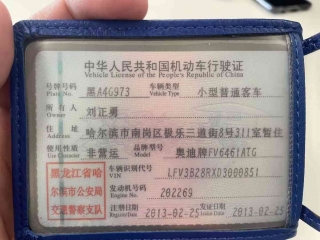 中华人民共和国机动车行驶证
Vehicle License of the People's Republic of China
号牌号码 黑A4G973 车辆类型 小型普通客车
Plate No. Vehicle Type
所有人 刘正勇
Owner
住址 哈尔滨市南岗区极乐三道街8号311室暂住
Address
使用性质 非营运 品牌型号 奥迪牌FV6461ATG
Use Character Model
黑龙江省哈 车辆识别代号 LFV3B28RXD3000851
VIN
尔滨市公安局 发动机号码 202269
Engine No.
交通警察支队 注册日期 2013-02-25 发证日期 2013-02-25
Register Date Issue Date